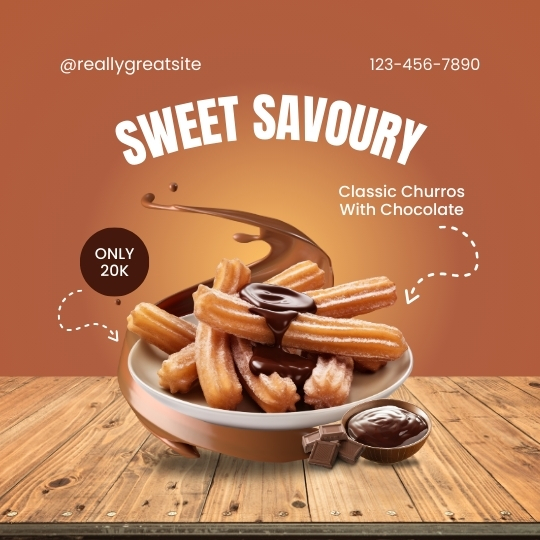 @reallygreatsite
123-456-7890
SWEET SAVOURY
Classic Churros
With Chocolate
ONLY
20K